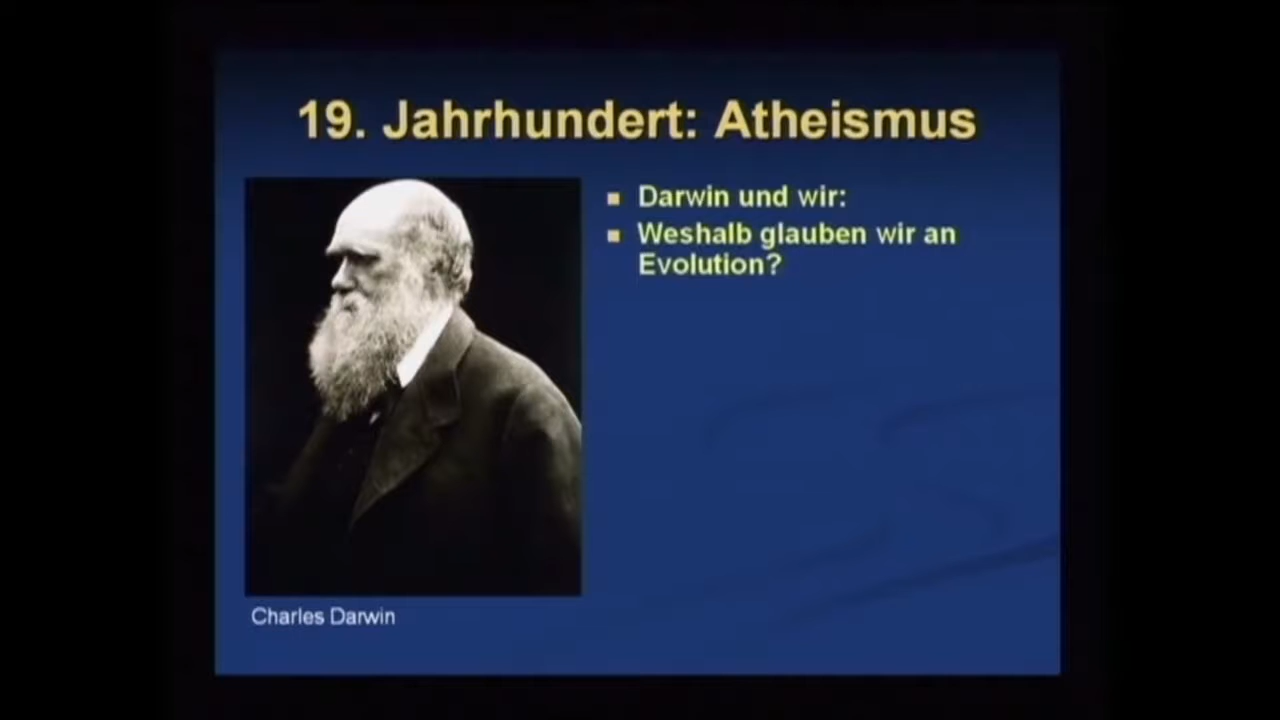 19. Jahrhundert: Atheismus
Darwin und wir:
Weshalb glauben wir an
Evolution?
Charles Darwin